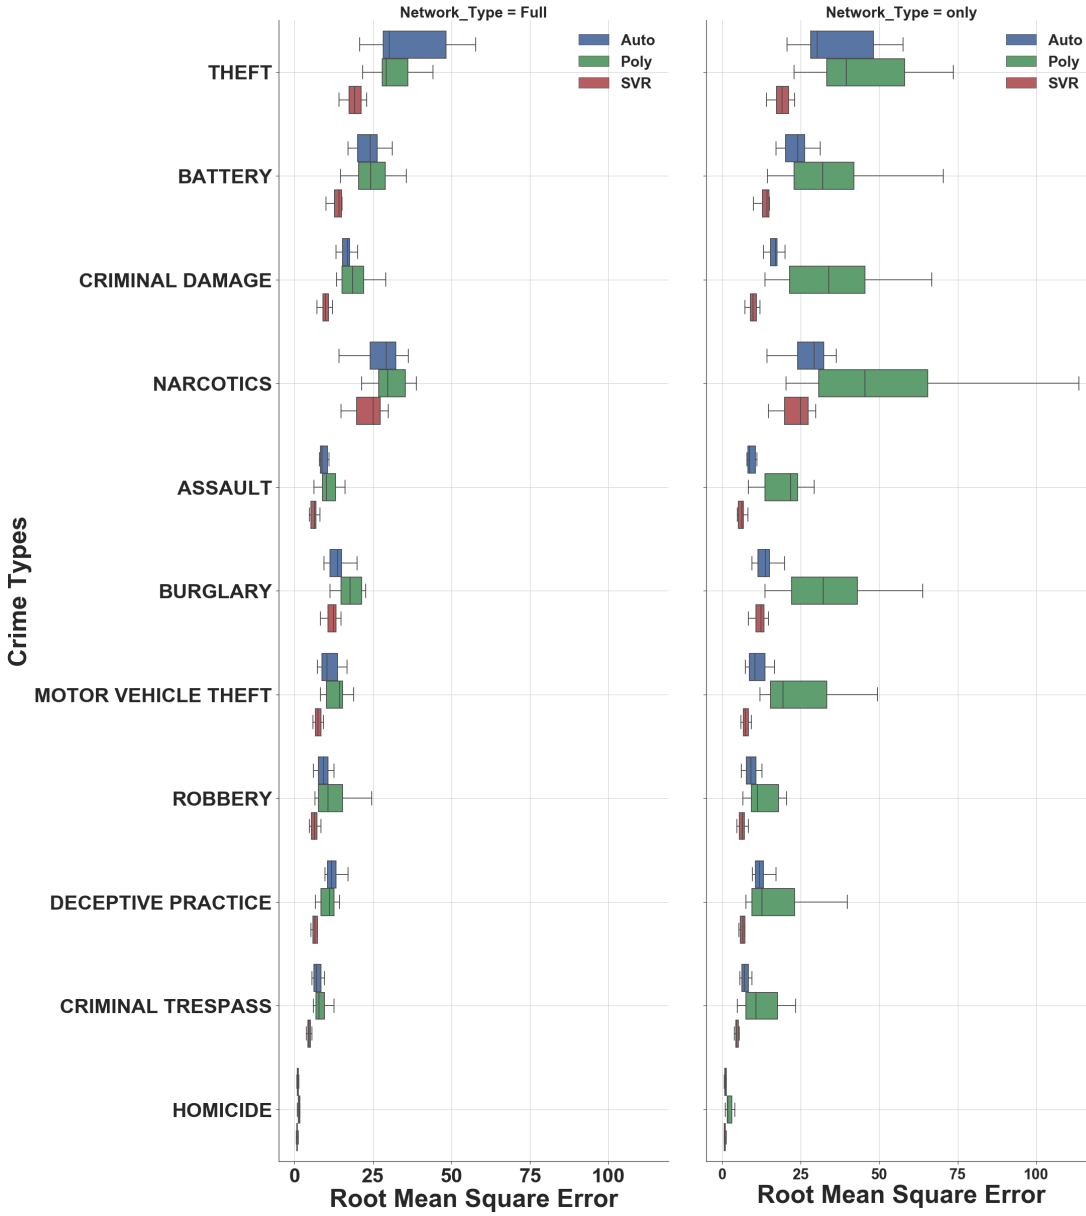 Network_Type = Full
Network_Type = only
Auto
Poly
SVR
Auto
Poly
SVR
Crime Types
THEFT
BATTERY
CRIMINAL DAMAGE
NARCOTICS
ASSAULT
BURGLARY
MOTOR VEHICLE THEFT
ROBBERY
DECEPTIVE PRACTICE
CRIMINAL TRESPASS
HOMICIDE
0 25 50 75 100
0 25 50 75 100
Root Mean Square Error
Root Mean Square Error